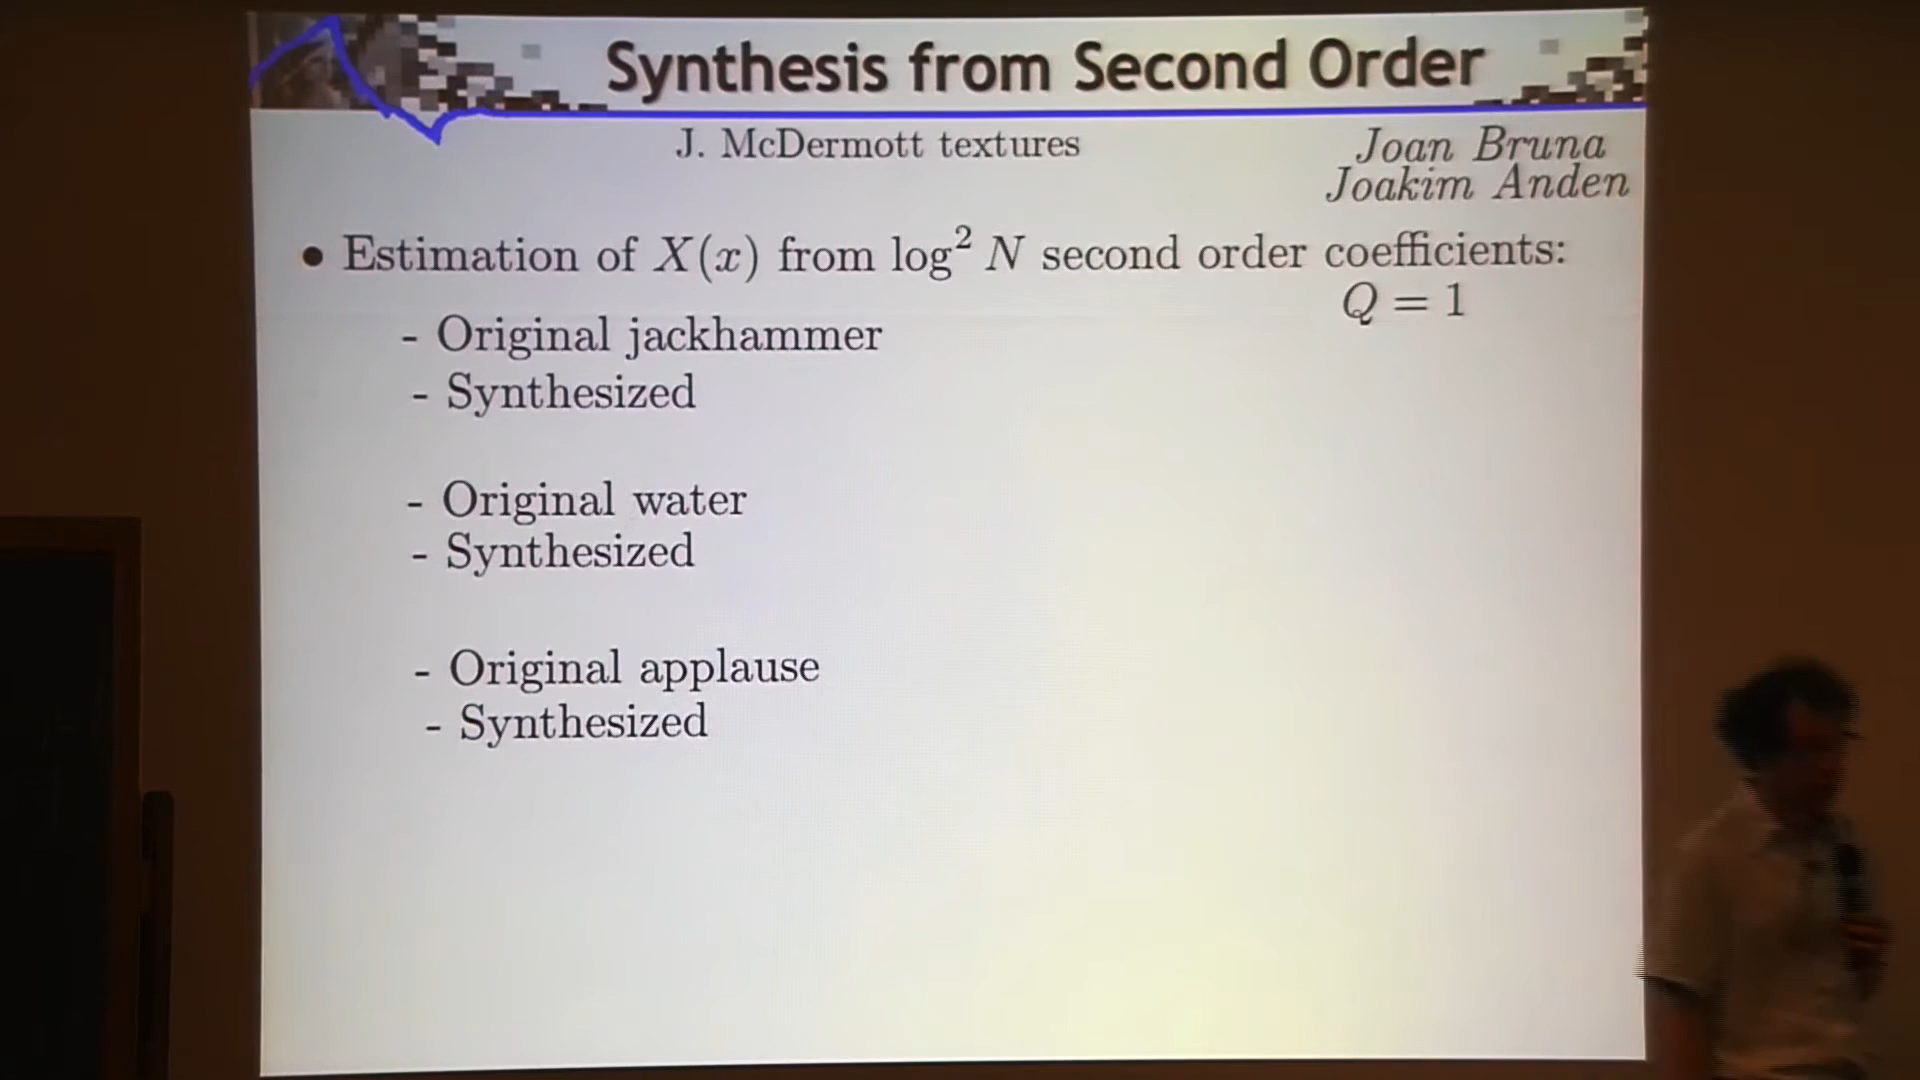 Synthesis from Second Order
J. McDermott textures
Joan Bruna
Joakim Anden
• Estimation of X(x) from log² N second order coefficients:
Q = 1
- Original jackhammer
- Synthesized
- Original water
- Synthesized
- Original applause
- Synthesized